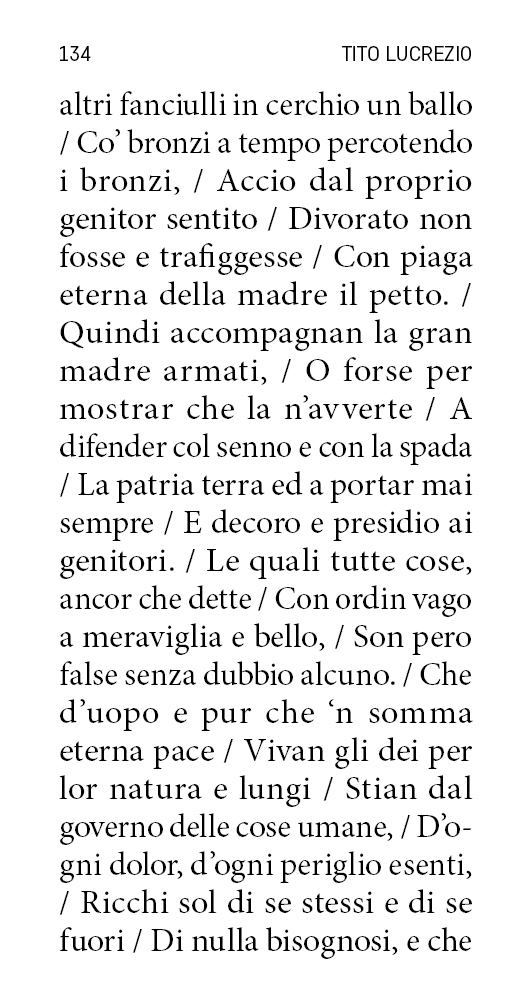 134 TITO LUCREZIO
altri fanciulli in cerchio un ballo
/ Co’ bronzi a tempo percotendo
i bronzi, / Accio dal proprio
genitor sentito / Divorato non
fosse e trafiggesse / Con piaga
eterna della madre il petto. /
Quindi accompagnan la gran
madre armati, / O forse per
mostrar che la n’avverte / A
difender col senno e con la spada
/ La patria terra ed a portar mai
sempre / E decoro e presidio ai
genitori. / Le quali tutte cose,
ancor che dette / Con ordin vago
a meraviglia e bello, / Son pero
false senza dubbio alcuno. / Che
d’uopo e pur che ‘n somma
eterna pace / Vivan gli dei per
lor natura e lungi / Stian dal
governo delle cose umane, / D’o-
gni dolor, d’ogni periglio esenti,
/ Ricchi sol di se stessi e di se
fuori / Di nulla bisognosi, e che